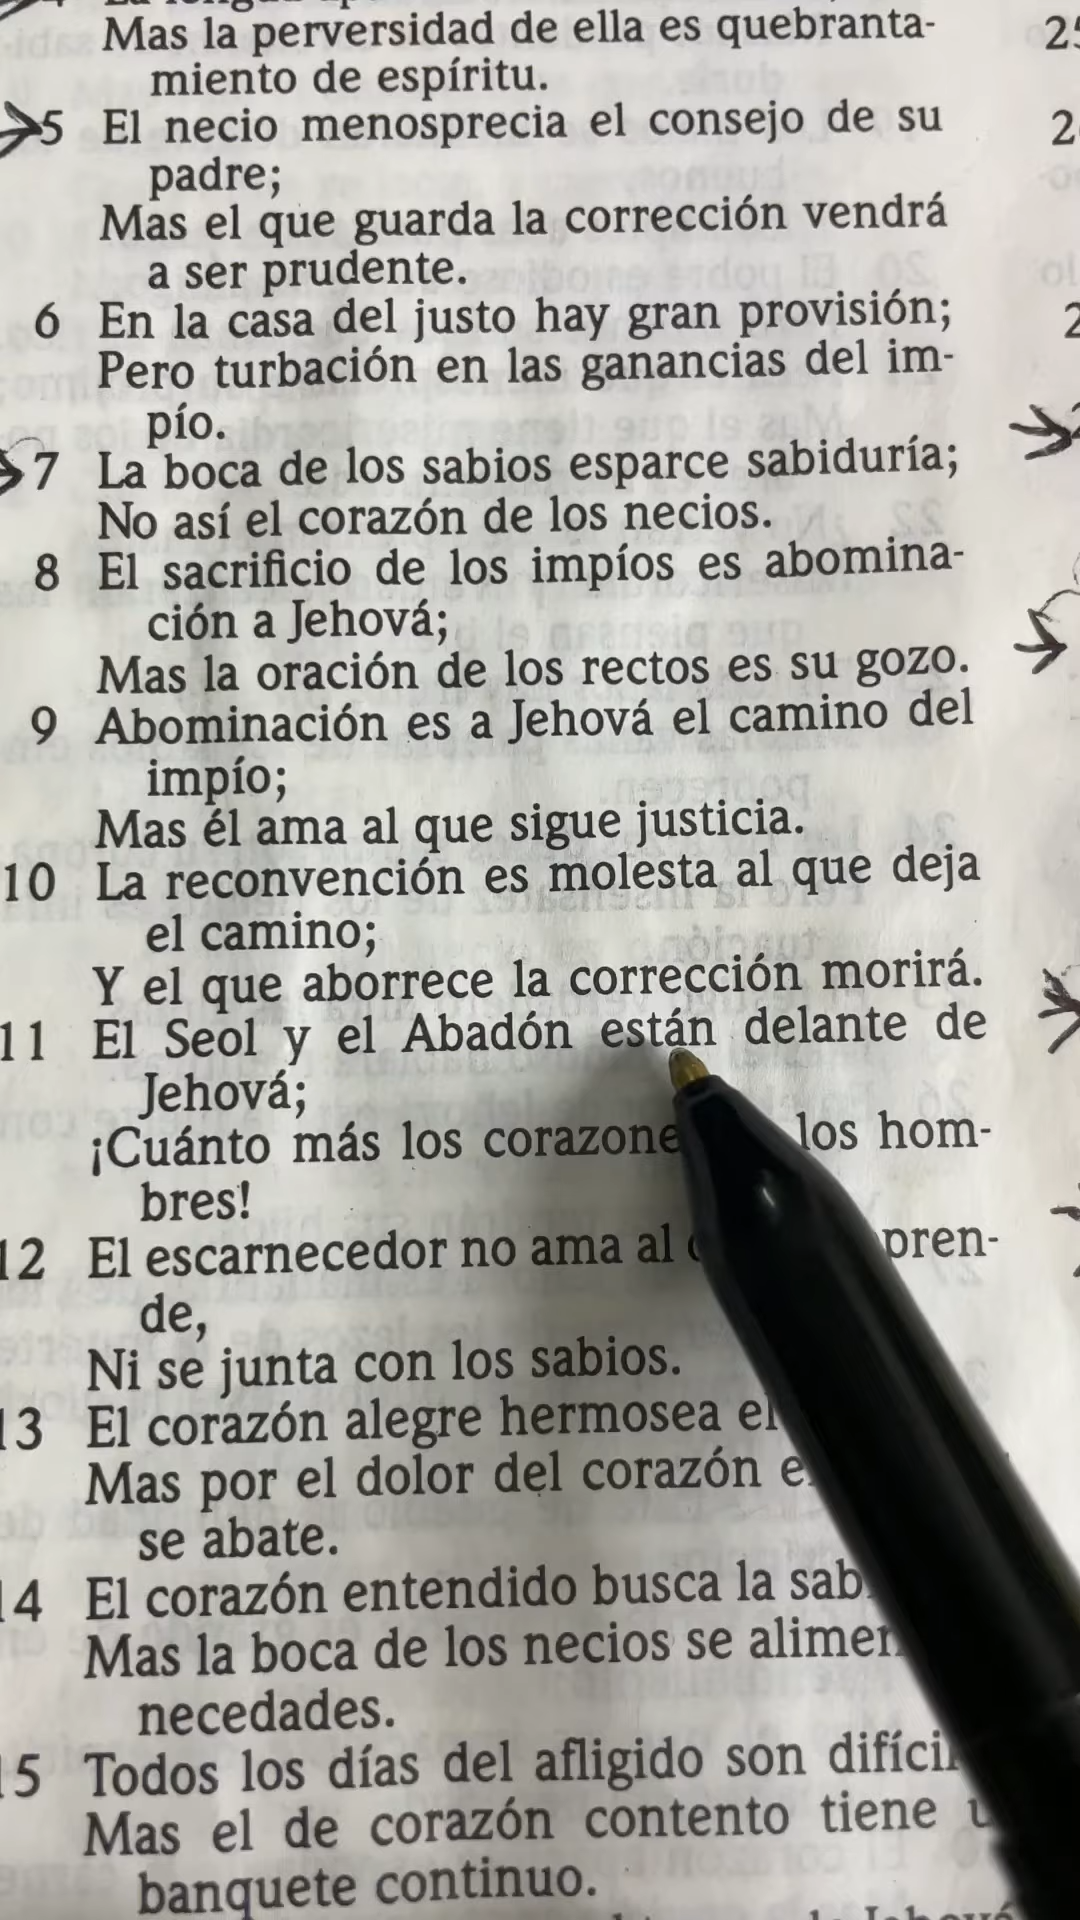 Mas la perversidad de ella es quebranta-
miento de espíritu.
5 El necio menosprecia el consejo de su
padre;
Mas el que guarda la corrección vendrá
a ser prudente.
6 En la casa del justo hay gran provisión;
Pero turbación en las ganancias del im-
pío.
7 La boca de los sabios esparce sabiduría;
No así el corazón de los necios.
8 El sacrificio de los impíos es abomina-
ción a Jehová;
Mas la oración de los rectos es su gozo.
9 Abominación es a Jehová el camino del
impío;
Mas él ama al que sigue justicia.
10 La reconvención es molesta al que deja
el camino;
Y el que aborrece la corrección morirá.
11 El Seol y el Abadón están delante de
Jehová;
¡Cuánto más los corazone los hom-
bres!
12 El escarnecedor no ama al pren-
de,
Ni se junta con los sabios.
13 El corazón alegre hermosea el
Mas por el dolor del corazón e
se abate.
14 El corazón entendido busca la sab
Mas la boca de los necios se alimen
necedades.
15 Todos los días del afligido son difícil
Mas el de corazón contento tiene u
banquete continuo.